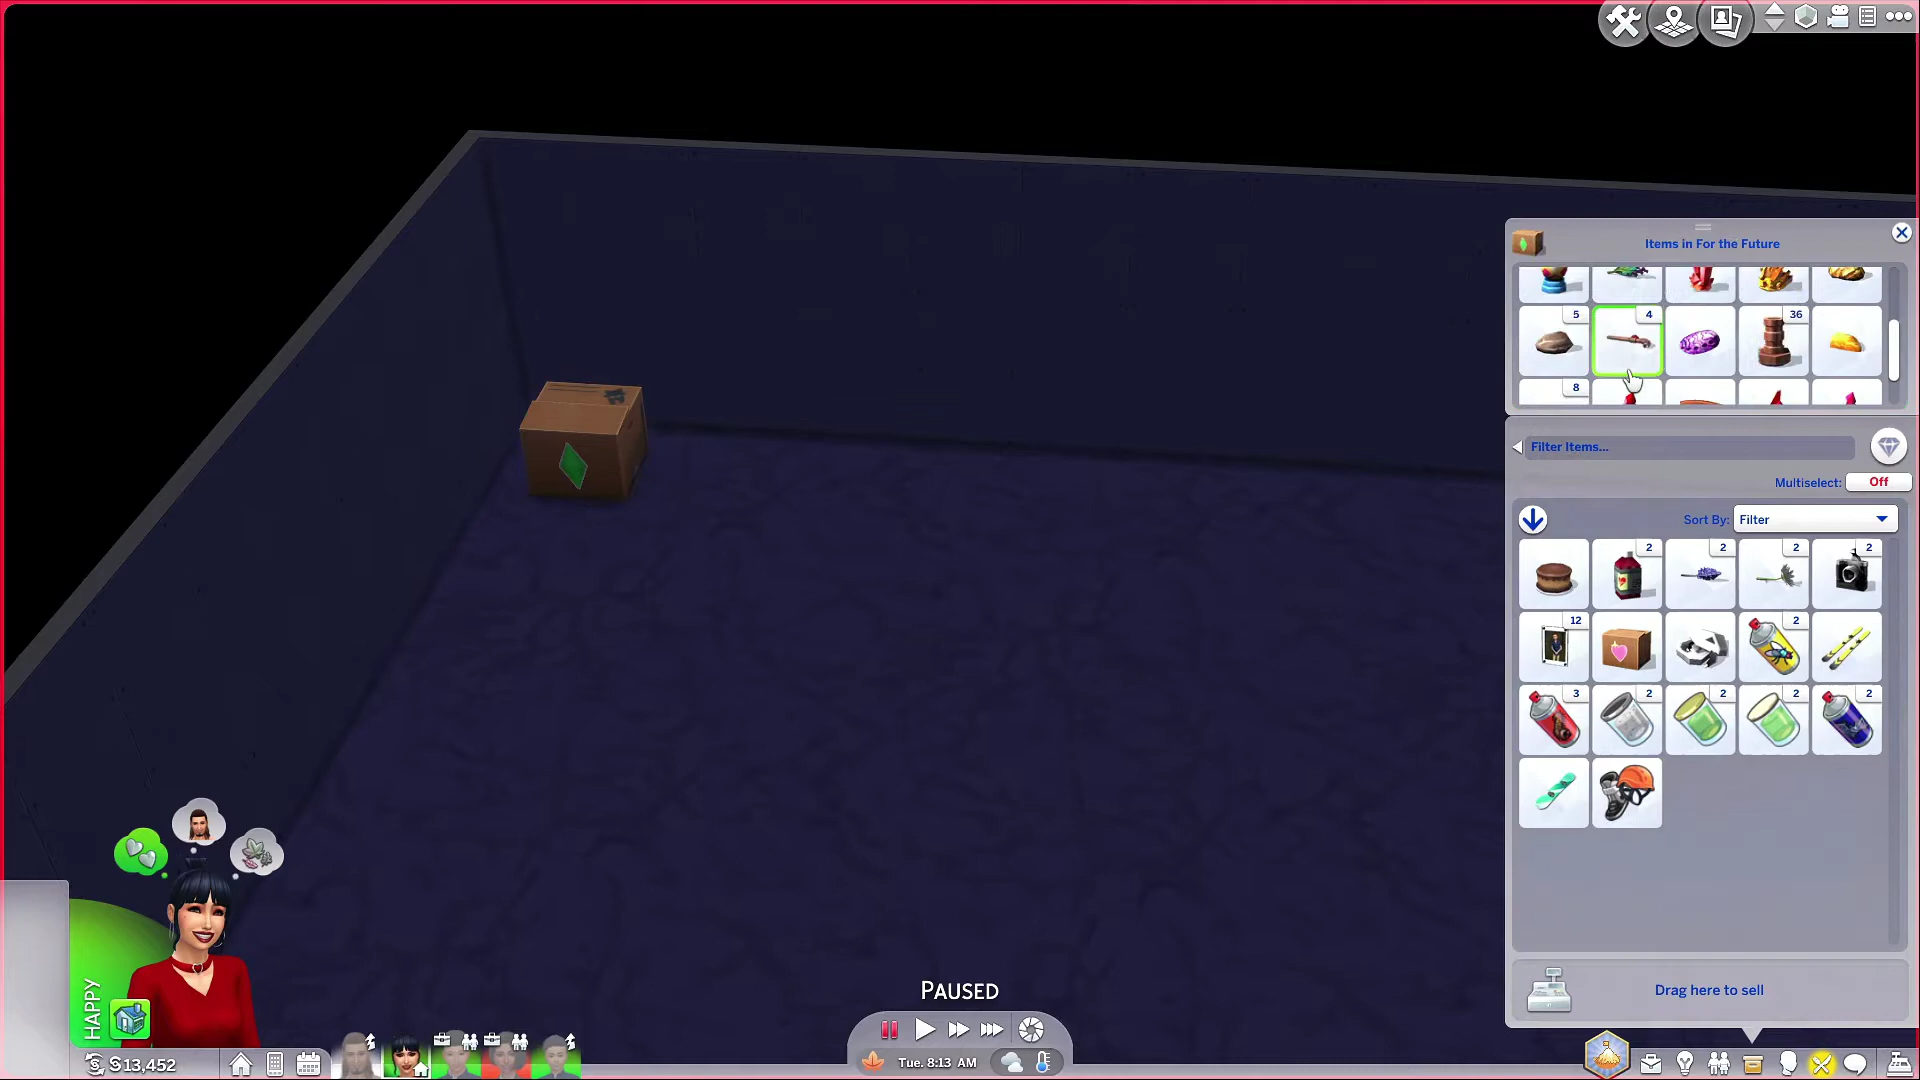 Items in For the Future
5
4
36
8
Filter Items...
Multiselect: Off
Sort By: Filter
2
2
2
2
12
2
3
2
2
2
2
Drag here to sell
HAPPY
PAUSED
§13,452
Tue. 8:13 AM